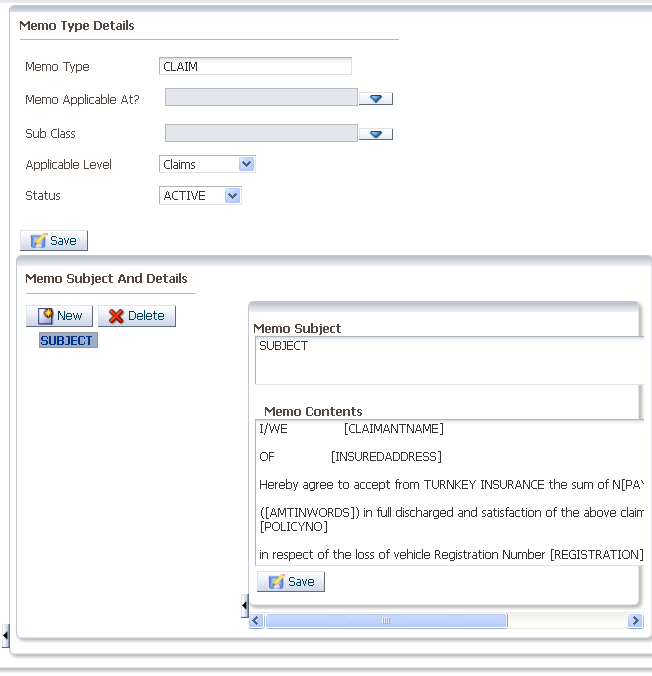 Memo Type Details
Memo Type CLAIM
Memo Applicable At?
Sub Class
Applicable Level Claims
Status ACTIVE
Save
Memo Subject And Details
New Delete
SUBJECT
Memo Subject
SUBJECT
Memo Contents
I/WE [CLAIMANTNAME]
OF [INSUREDADDRESS]
Hereby agree to accept from TURNKEY INSURANCE the sum of N[PAY
([AMTINWORDS]) in full discharged and satisfaction of the above claim
[POLICYNO]
in respect of the loss of vehicle Registration Number [REGISTRATION]
Save